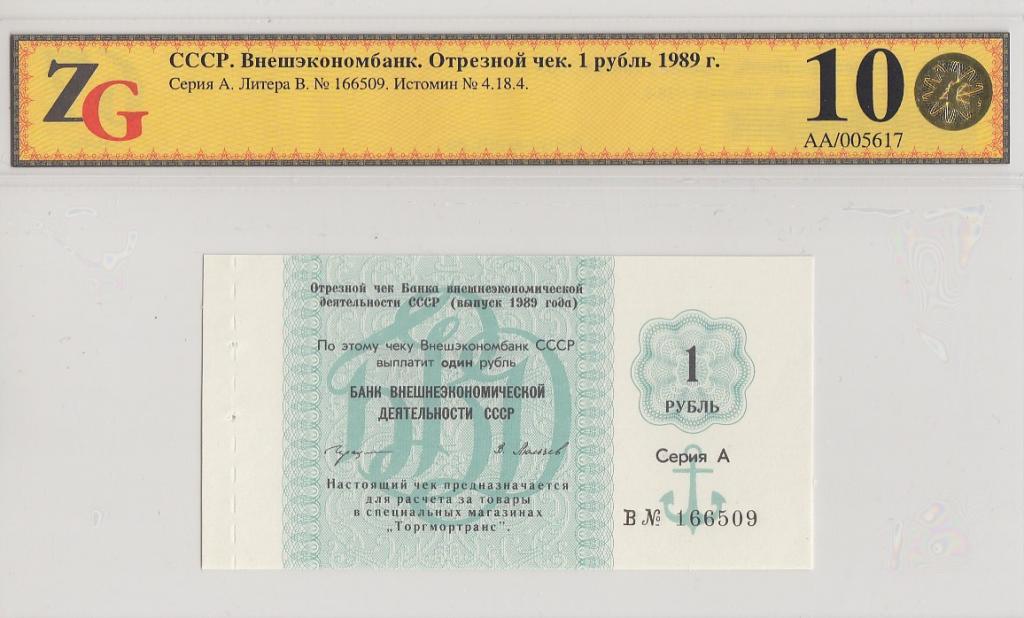 ZG
СССР. Внешэкономбанк. Отрезной чек. 1 рубль 1989 г.
Серия А. Литера В. № 166509. Истомин № 4.18.4.
10
АА/005617
Отрезной чек Банка внешнеэкономической
деятельности СССР (выпуск 1989 года)
По этому чеку Внешэкономбанк СССР
выплатит один рубль
БАНК ВНЕШНЕЭКОНОМИЧЕСКОЙ
ДЕЯТЕЛЬНОСТИ СССР
Настоящий чек предназначается
для расчета за товары
в специальных магазинах
„Торгмортранс".
1
РУБЛЬ
Серия А
В № 166509